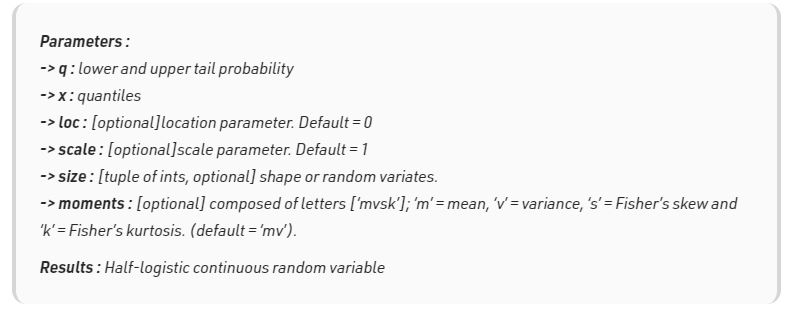 Parameters :
-> q : lower and upper tail probability
-> x : quantiles
-> loc : [optional]location parameter. Default = 0
-> scale : [optional]scale parameter. Default = 1
-> size : [tuple of ints, optional] shape or random variates.
-> moments : [optional] composed of letters [‘mvsk’]; ‘m’ = mean, ‘v’ = variance, ‘s’ = Fisher’s skew and
‘k’ = Fisher’s kurtosis. (default = ‘mv’).
Results : Half-logistic continuous random variable